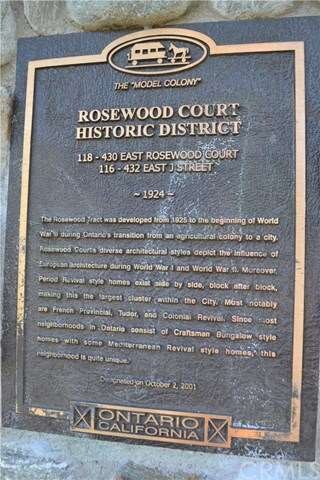 THE "MODEL COLONY"
ROSEWOOD COURT
HISTORIC DISTRICT
118 - 430 EAST ROSEWOOD COURT
116 - 432 EAST J STREET
~ 1924 ~
The Rosewood Tract was developed from 1925 to the beginning of World
War II during Ontario's transition from an agricultural colony to a city.
Rosewood Courts diverse architectural styles depict the influence of
European architecture during World War I and World War II. Moreover,
Period Revival style homes exist side by side, block after block,
making this the largest cluster within the City. Most notably
are French Provincial, Tudor, and Colonial Revival. Since most
neighborhoods in Ontario consist of Craftsman Bungalow style
homes with some Mediterranean Revival style homes, this
neighborhood is quite unique.
Designated on October 2, 2001
ONTARIO
CALIFORNIA
CRMLS